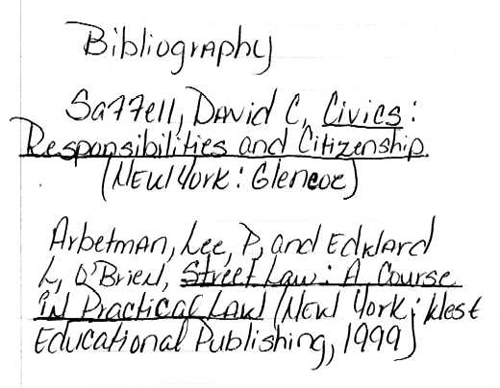 Bibliography
Saffell, David C, Civics:
Responsibilities and Citizenship
(New York: Glencoe)
Arbetman, Lee, P, and Edward
L, O'Brien, Street Law: A Course
in Practical Law (New York: West
Educational Publishing, 1999)